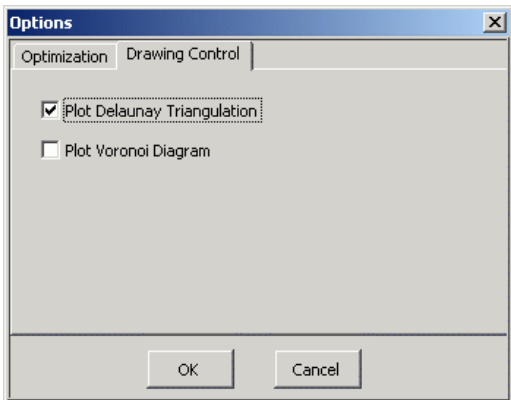 Options
Optimization Drawing Control
Plot Delaunay Triangulation
Plot Voronoi Diagram
OK Cancel